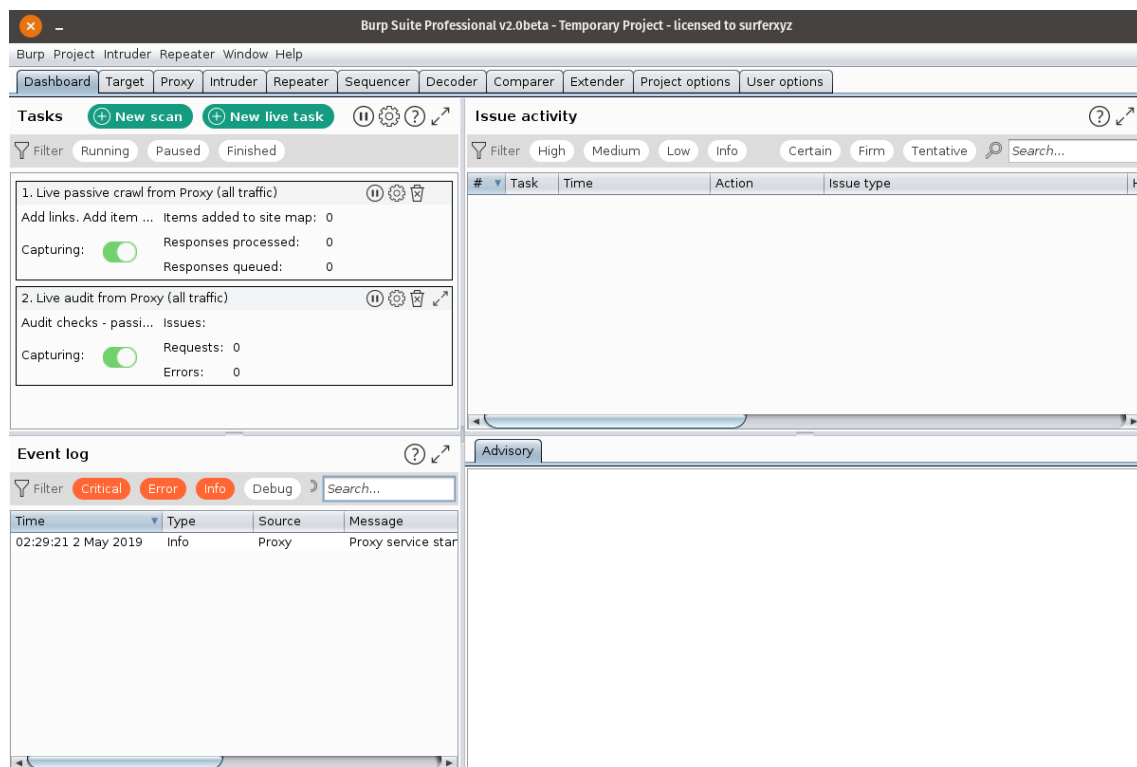 Burp Suite Professional v2.0beta - Temporary Project - licensed to surferxyz
Burp Project Intruder Repeater Window Help
Dashboard Target Proxy Intruder Repeater Sequencer Decoder Comparer Extender Project options User options
Tasks New scan New live task
Filter Running Paused Finished
1. Live passive crawl from Proxy (all traffic)
Add links. Add item ... Items added to site map: 0
Capturing: Responses processed: 0
Responses queued: 0
2. Live audit from Proxy (all traffic)
Audit checks - passi... Issues:
Capturing: Requests: 0
Errors: 0
Issue activity
Filter High Medium Low Info Certain Firm Tentative Search...
# Task Time Action Issue type H
Event log
Filter Critical Error Info Debug Search...
Time Type Source Message
02:29:21 2 May 2019 Info Proxy Proxy service star
Advisory